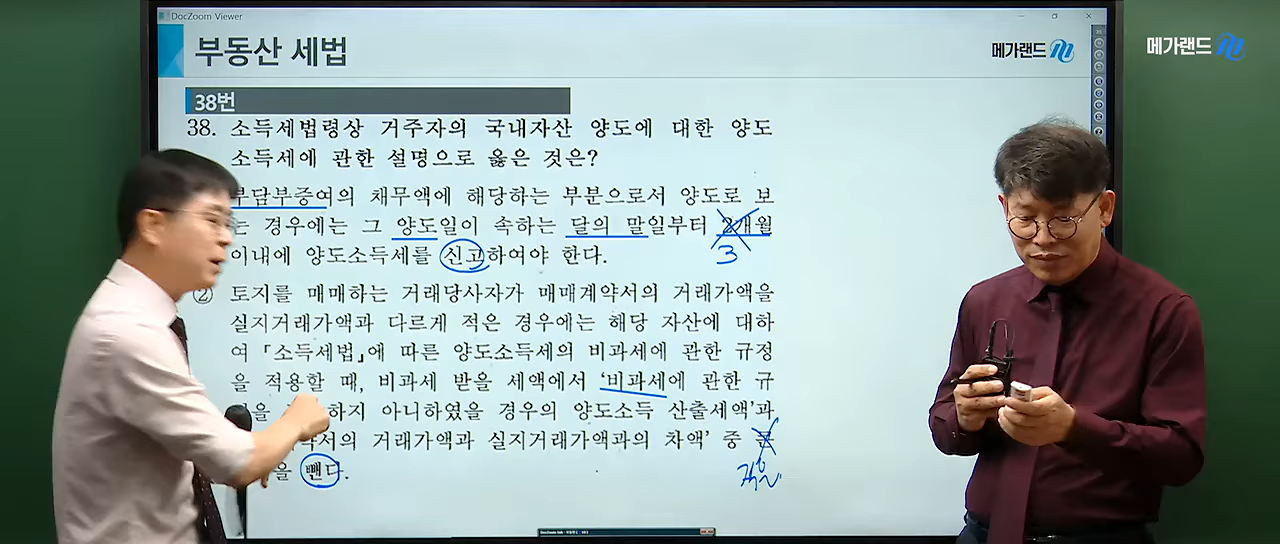 DocZoom Viewer
부동산 세법
메가랜드
메가랜드
38번
38. 소득세법령상 거주자의 국내자산 양도에 대한 양도
소득세에 관한 설명으로 옳은 것은?
부담부증여의 채무액에 해당하는 부분으로서 양도로 보
는 경우에는 그 양도일이 속하는 달의 말일부터 2개월
3
이내에 양도소득세를 신고하여야 한다.
② 토지를 매매하는 거래당사자가 매매계약서의 거래가액을
실지거래가액과 다르게 적은 경우에는 해당 자산에 대하
여 「소득세법」에 따른 양도소득세의 비과세에 관한 규정
을 적용할 때, 비과세 받을 세액에서 ‘비과세에 관한 규
을 하지 아니하였을 경우의 양도소득 산출세액’과
약서의 거래가액과 실지거래가액과의 차액’ 중 큰
적은
을 뺀다.